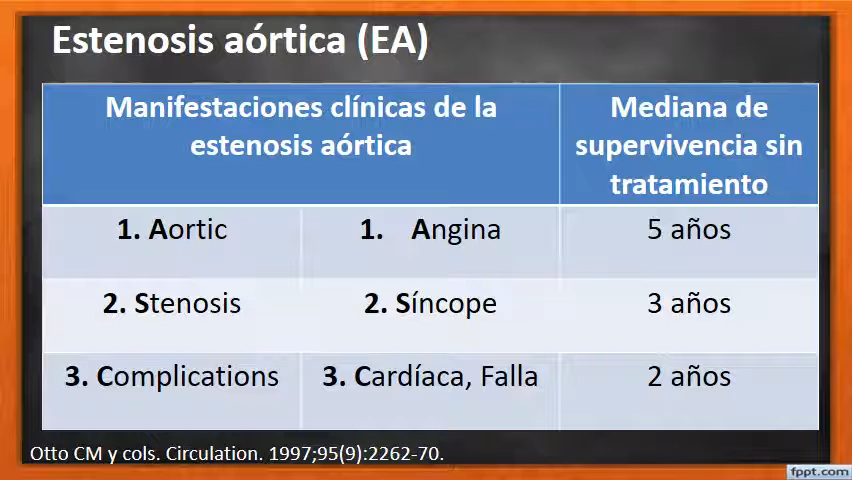 Estenosis aórtica (EA)
Manifestaciones clínicas de la
estenosis aórtica
Mediana de
supervivencia sin
tratamiento
1. Aortic
1. Angina
5 años
2. Stenosis
2. Síncope
3 años
3. Complications
3. Cardíaca, Falla
2 años
Otto CM y cols. Circulation. 1997;95(9):2262-70.
fppt.com